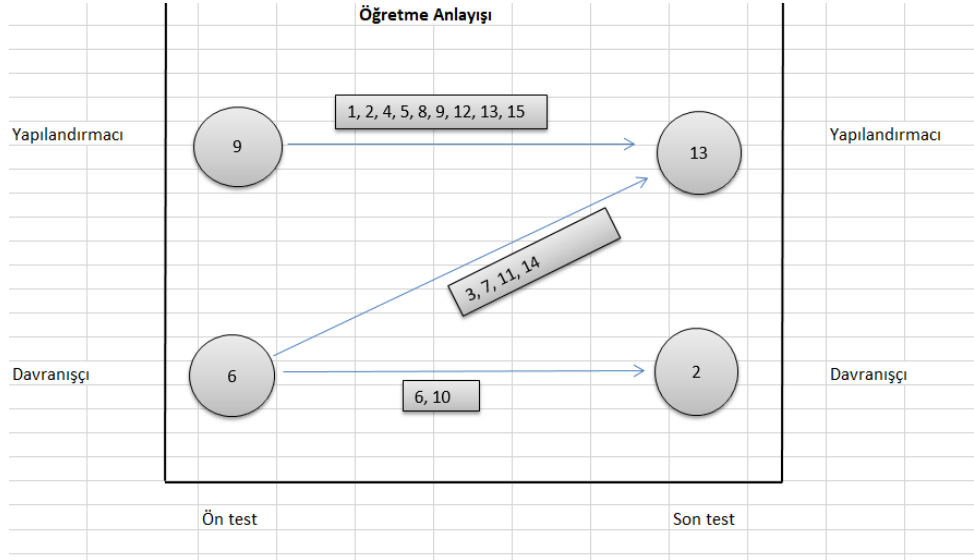 Öğretme Anlayışı
1, 2, 4, 5, 8, 9, 12, 13, 15
Yapılandırmacı
9
13
Yapılandırmacı
3, 7, 11, 14
Davranışçı
6
2
Davranışçı
6, 10
Ön test
Son test